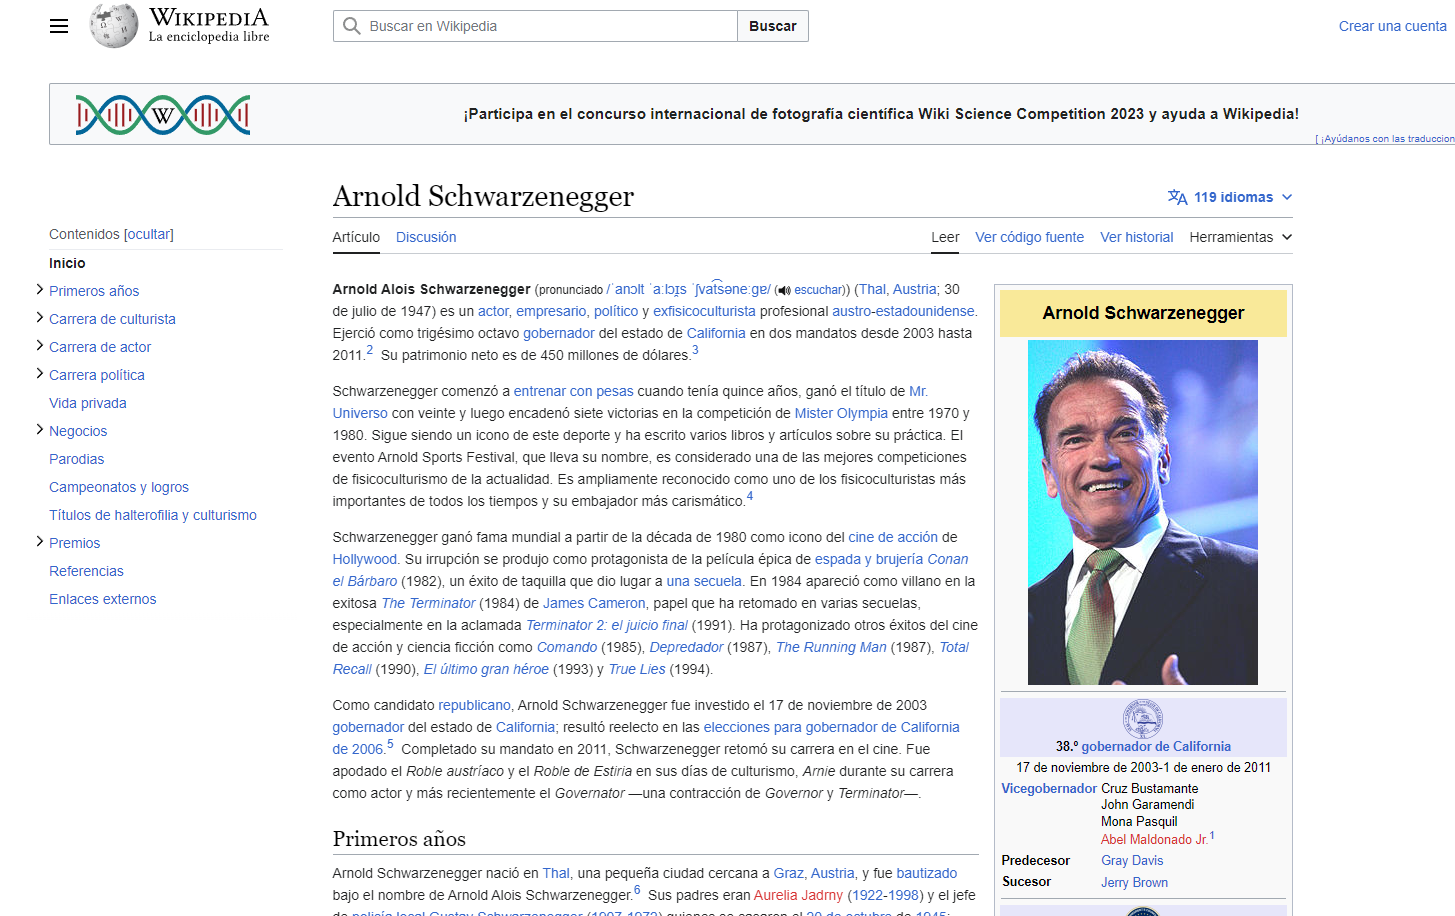 WIKIPEDIA
La enciclopedia libre
Buscar en Wikipedia
Buscar
Crear una cuenta
W
¡Participa en el concurso internacional de fotografía científica Wiki Science Competition 2023 y ayuda a Wikipedia!
[ ¡Ayúdanos con las traduccion
Arnold Schwarzenegger
119 idiomas
Contenidos [ocultar]
Inicio
Primeros años
Carrera de culturista
Carrera de actor
Carrera política
Vida privada
Negocios
Parodias
Campeonatos y logros
Títulos de halterofilia y culturismo
Premios
Referencias
Enlaces externos
Artículo Discusión
Leer Ver código fuente Ver historial Herramientas
Arnold Alois Schwarzenegger (pronunciado /ˈaʁnɔlt ˈaːlɔɪ̯s ˈʃvaɐ̯t͡səneːɡɐ/ (escuchar)) (Thal, Austria; 30
de julio de 1947) es un actor, empresario, político y exfisicoculturista profesional austro-estadounidense.
Ejerció como trigésimo octavo gobernador del estado de California en dos mandatos desde 2003 hasta
2011.2 Su patrimonio neto es de 450 millones de dólares.3
Schwarzenegger comenzó a entrenar con pesas cuando tenía quince años, ganó el título de Mr.
Universo con veinte y luego encadenó siete victorias en la competición de Mister Olympia entre 1970 y
1980. Sigue siendo un icono de este deporte y ha escrito varios libros y artículos sobre su práctica. El
evento Arnold Sports Festival, que lleva su nombre, es considerado una de las mejores competiciones
de fisicoculturismo de la actualidad. Es ampliamente reconocido como uno de los fisicoculturistas más
importantes de todos los tiempos y su embajador más carismático.4
Schwarzenegger ganó fama mundial a partir de la década de 1980 como icono del cine de acción de
Hollywood. Su irrupción se produjo como protagonista de la película épica de espada y brujería Conan
el Bárbaro (1982), un éxito de taquilla que dio lugar a una secuela. En 1984 apareció como villano en la
exitosa The Terminator (1984) de James Cameron, papel que ha retomado en varias secuelas,
especialmente en la aclamada Terminator 2: el juicio final (1991). Ha protagonizado otros éxitos del cine
de acción y ciencia ficción como Comando (1985), Depredador (1987), The Running Man (1987), Total
Recall (1990), El último gran héroe (1993) y True Lies (1994).
Como candidato republicano, Arnold Schwarzenegger fue investido el 17 de noviembre de 2003
gobernador del estado de California; resultó reelecto en las elecciones para gobernador de California
de 2006.5 Completado su mandato en 2011, Schwarzenegger retomó su carrera en el cine. Fue
apodado el Roble austríaco y el Roble de Estiria en sus días de culturismo, Arnie durante su carrera
como actor y más recientemente el Governator —una contracción de Governor y Terminator—.
Primeros años
Arnold Schwarzenegger nació en Thal, una pequeña ciudad cercana a Graz, Austria, y fue bautizado
bajo el nombre de Arnold Alois Schwarzenegger.6 Sus padres eran Aurelia Jadrny (1922-1998) y el jefe
de policía local Gustav Schwarzenegger (1907-1972) quienes se casaron el 20 de octubre de 1945;
Arnold Schwarzenegger
38.º gobernador de California
17 de noviembre de 2003-1 de enero de 2011
Vicegobernador Cruz Bustamante
John Garamendi
Mona Pasquil
Abel Maldonado Jr.1
Predecesor Gray Davis
Sucesor Jerry Brown